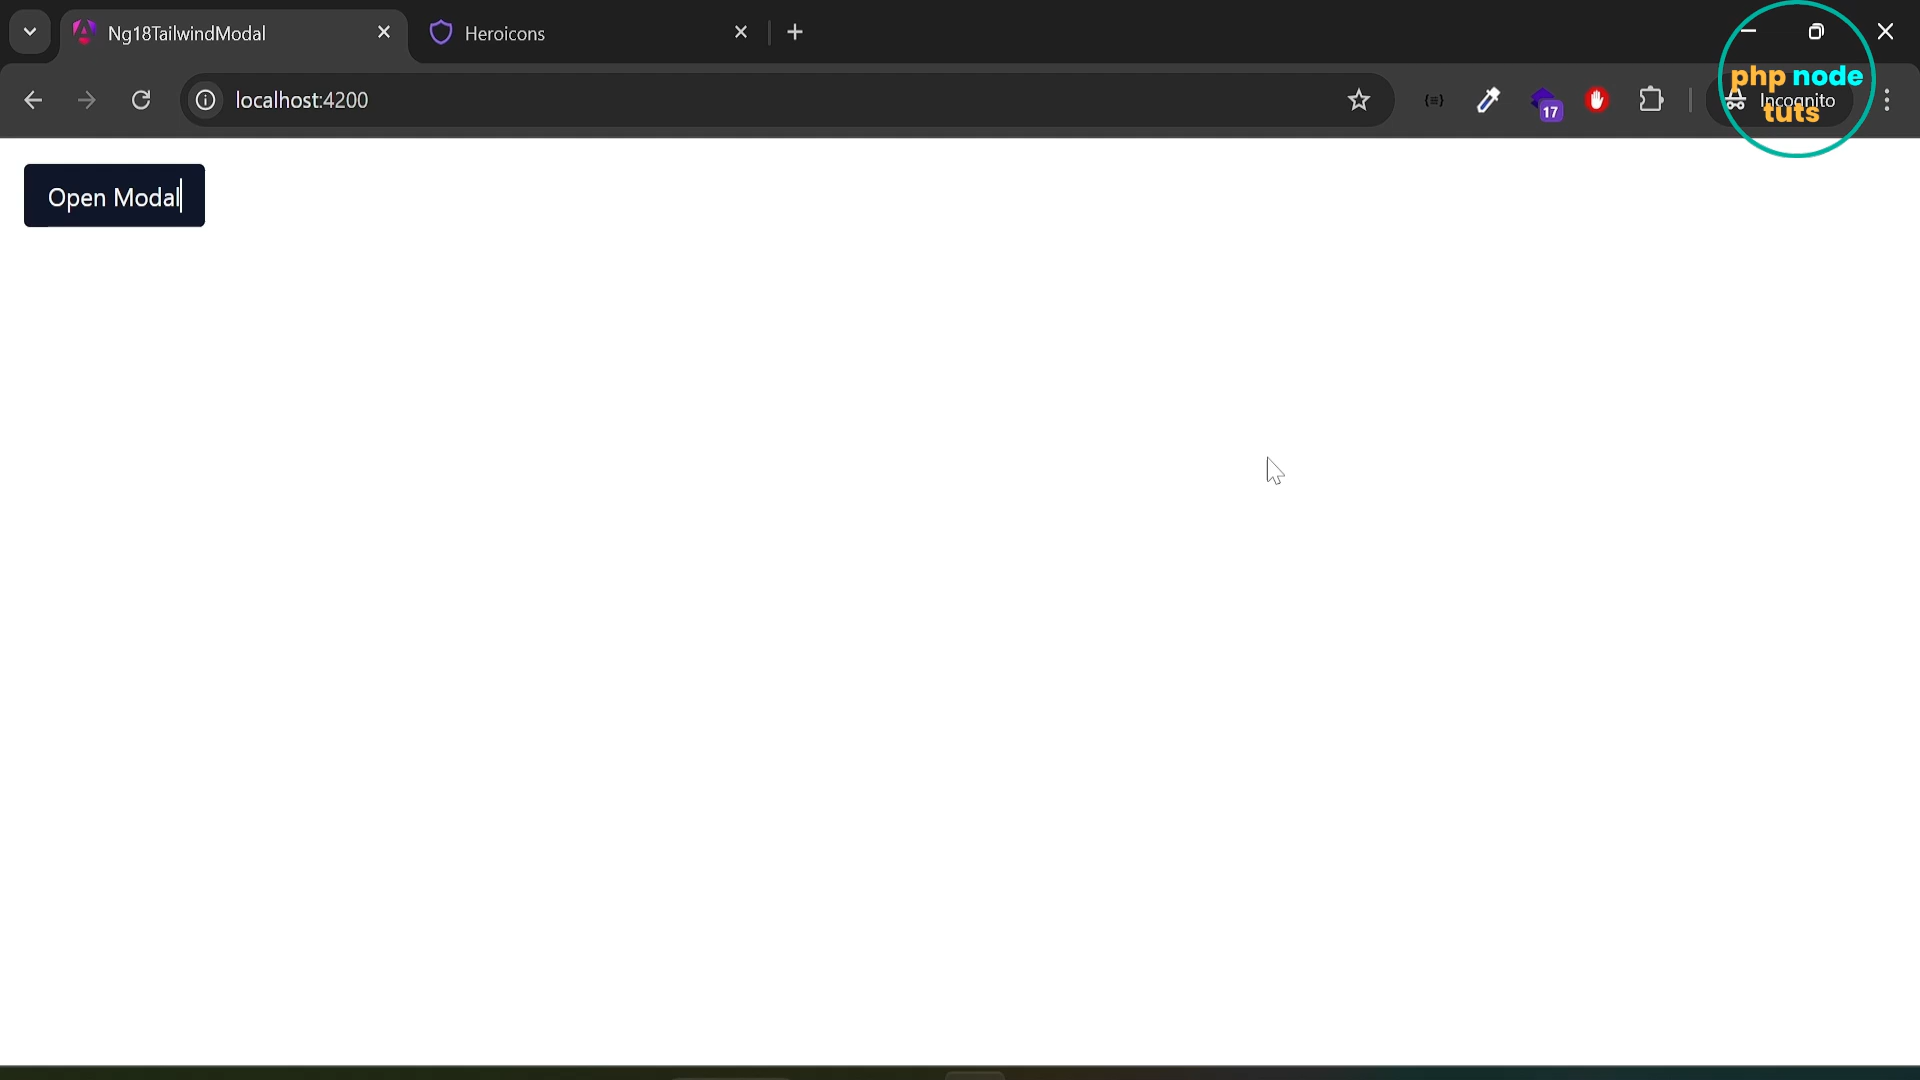 Ng18TailwindModal
Heroicons
localhost:4200
17
Incognito
php node
tuts
Open Modal